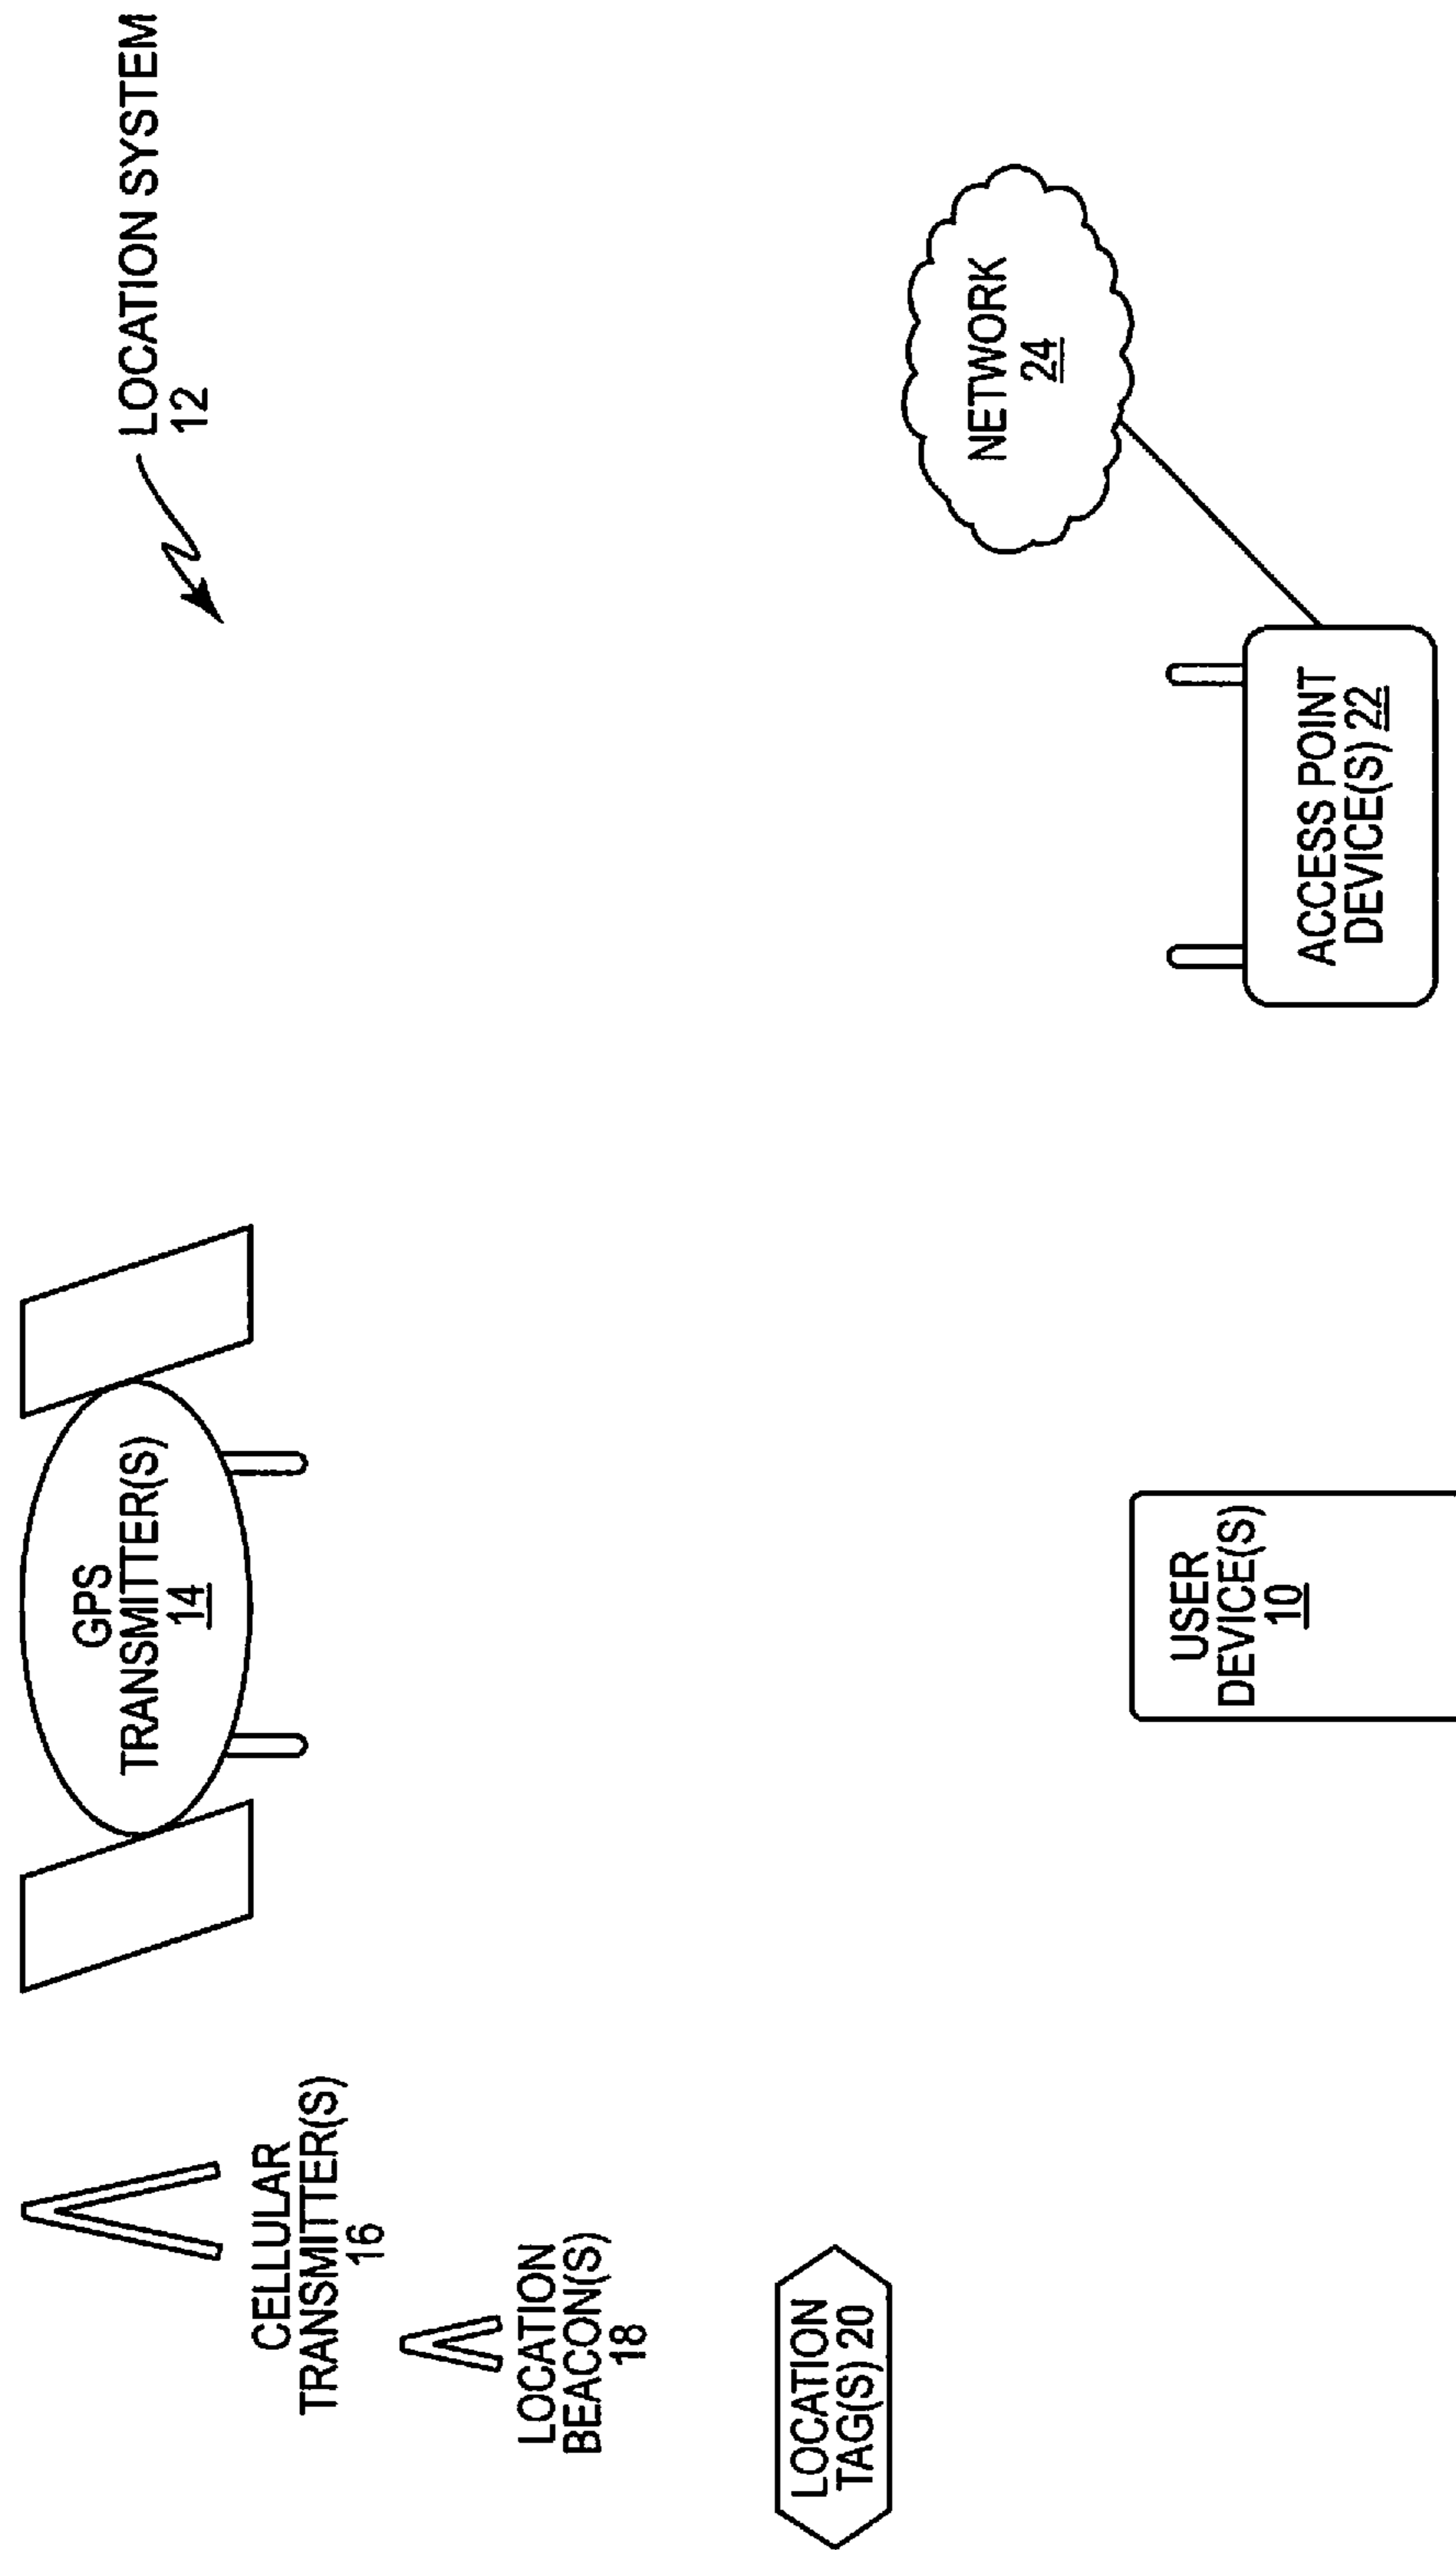 LOCATION SYSTEM
12
GPS
TRANSMITTER(S)
14
CELLULAR
TRANSMITTER(S)
16
LOCATION
BEACON(S)
18
LOCATION
TAG(S) 20
USER
DEVICE(S)
10
NETWORK
24
ACCESS POINT
DEVICE(S) 22